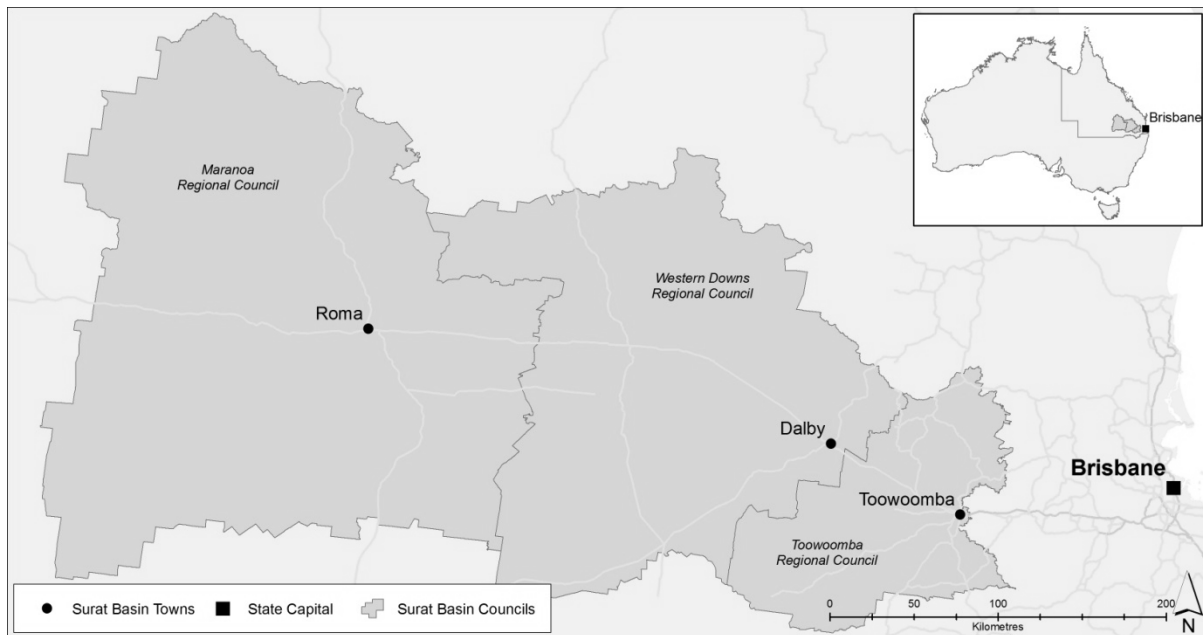 Brisbane
Maranoa
Regional Council
Western Downs
Regional Council
Roma
Dalby
Brisbane
Toowoomba
Toowoomba
Regional Council
Surat Basin Towns
State Capital
Surat Basin Councils
0 50 100 200
Kilometres
N